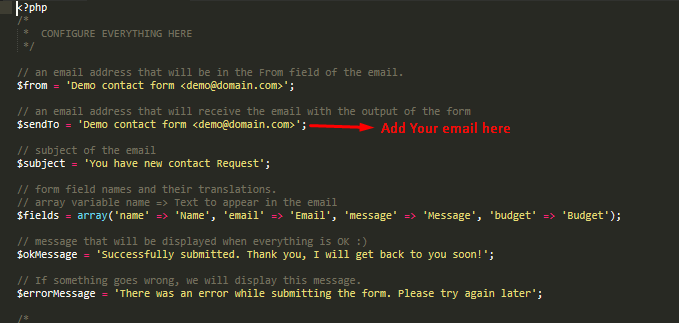 <?php
/*
 *  CONFIGURE EVERYTHING HERE
 */
// an email address that will be in the From field of the email.
$from = 'Demo contact form <demo@domain.com>';
// an email address that will receive the email with the output of the form
$sendTo = 'Demo contact form <demo@domain.com>'; Add Your email here
// subject of the email
$subject = 'You have new contact Request';
// form field names and their translations.
// array variable name => Text to appear in the email
$fields = array('name' => 'Name', 'email' => 'Email', 'message' => 'Message', 'budget' => 'Budget');
// message that will be displayed when everything is OK :)
$okMessage = 'Successfully submitted. Thank you, I will get back to you soon!';
// If something goes wrong, we will display this message.
$errorMessage = 'There was an error while submitting the form. Please try again later';
/*